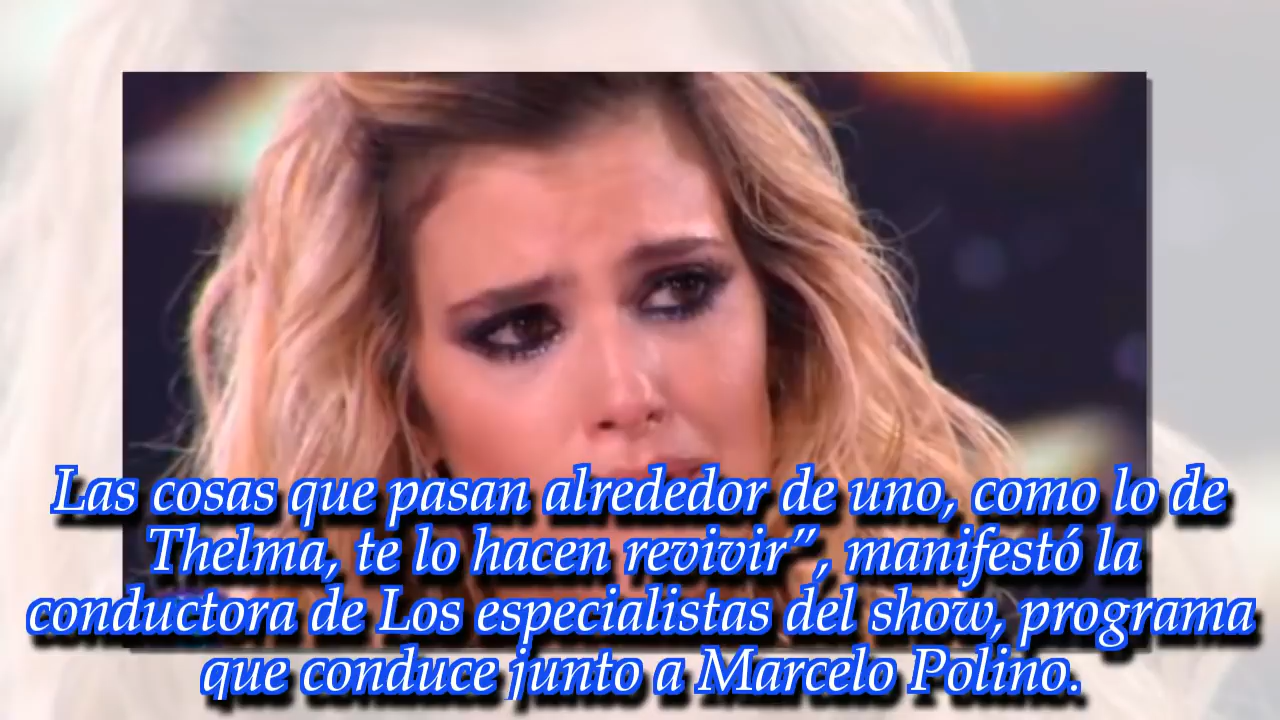 Las cosas que pasan alrededor de uno, como lo de
Thelma, te lo hacen revivir”, manifestó la
conductora de Los especialistas del show, programa
que conduce junto a Marcelo Polino.